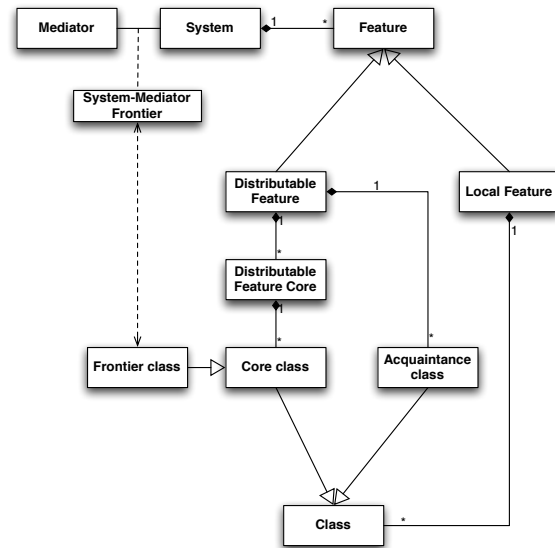 Mediator
System
1
*
Feature
System-Mediator
Frontier
Distributable
Feature
1
Local Feature
1
1
*
Distributable
Feature Core
1
*
*
Frontier class
Core class
Acquaintance
class
Class
*